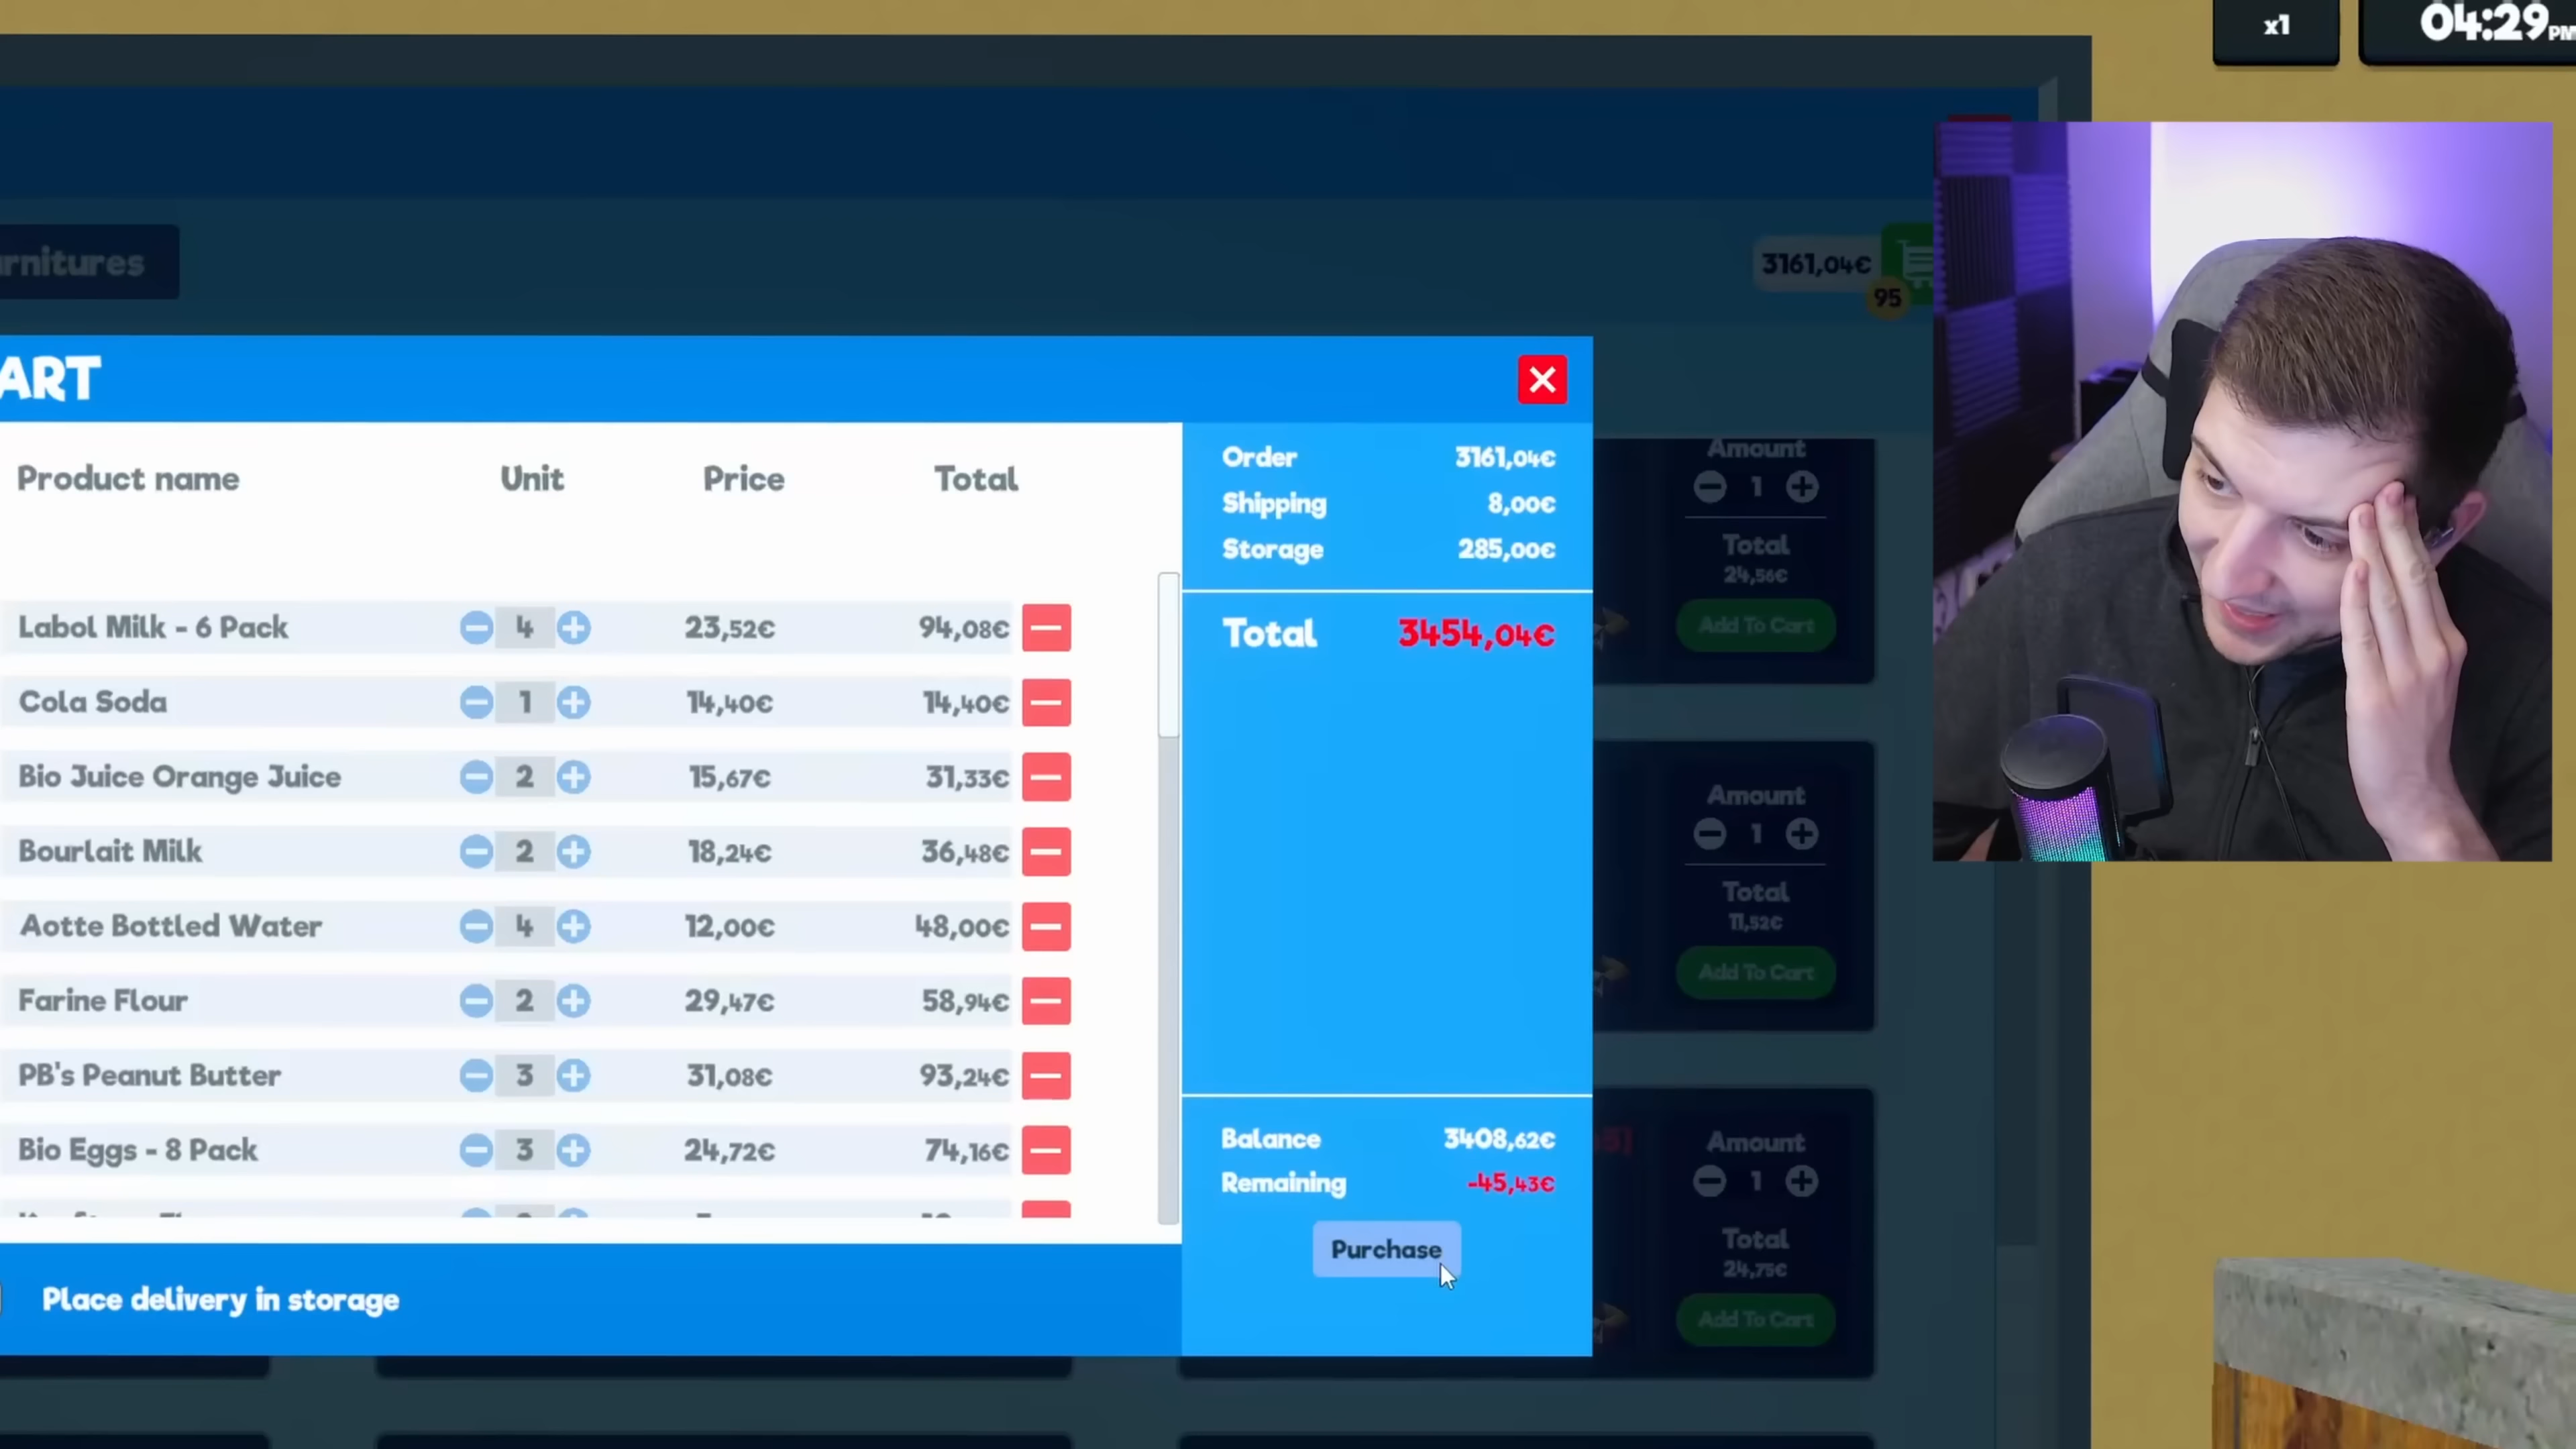 x1
04:29PM
rnitures
3161,04€
95
ART
Product name Unit Price Total
Labol Milk - 6 Pack 4 23,52€ 94,08€
Cola Soda 1 14,40€ 14,40€
Bio Juice Orange Juice 2 15,67€ 31,33€
Bourlait Milk 2 18,24€ 36,48€
Aotte Bottled Water 4 12,00€ 48,00€
Farine Flour 2 29,47€ 58,94€
PB's Peanut Butter 3 31,08€ 93,24€
Bio Eggs - 8 Pack 3 24,72€ 74,16€
Place delivery in storage
Order 3161,04€
Shipping 8,00€
Storage 285,00€
Total 3454,04€
Balance 3408,62€
Remaining -45,43€
Purchase
Amount
1
Total
24,56€
Add To Cart
Amount
1
Total
11,52€
Add To Cart
Amount
1
Total
24,75€
Add To Cart